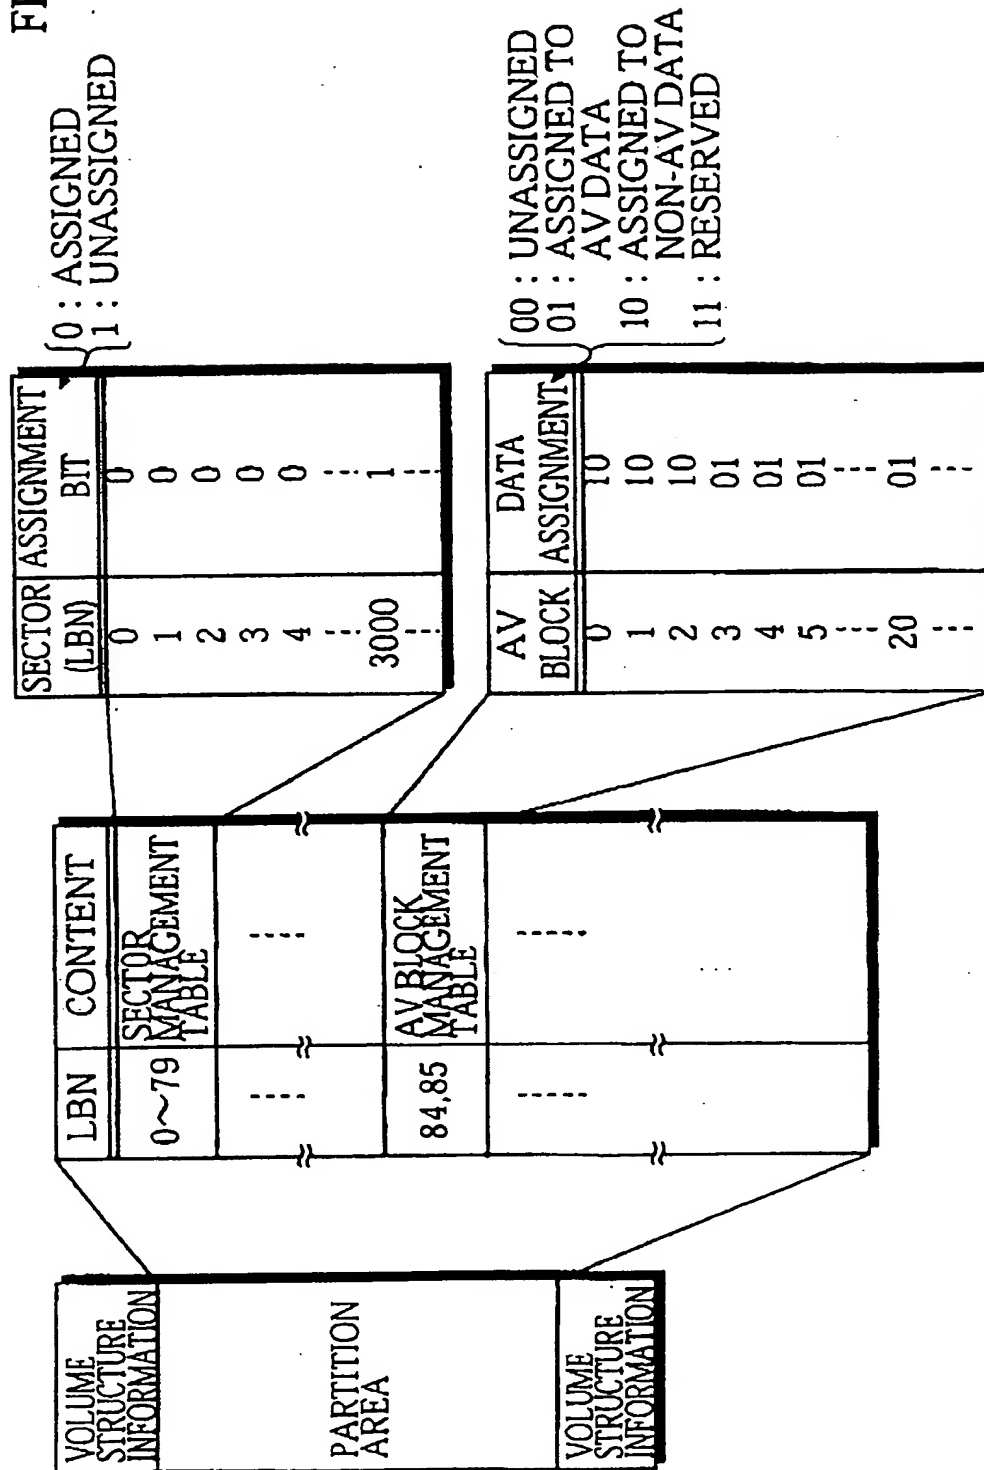 FI
VOLUME
STRUCTURE
INFORMATION
PARTITION
AREA
VOLUME
STRUCTURE
INFORMATION
LBN CONTENT
0~79 SECTOR
MANAGEMENT
TABLE
84,85 AV BLOCK
MANAGEMENT
TABLE
SECTOR ASSIGNMENT
(LBN) BIT
0 0
1 0
2 0
3 0
4 0
3000 1
0 : ASSIGNED
1 : UNASSIGNED
AV DATA
BLOCK ASSIGNMENT
0 10
1 10
2 10
3 01
4 01
5 01
20 01
00 : UNASSIGNED
01 : ASSIGNED TO
AV DATA
10 : ASSIGNED TO
NON-AV DATA
11 : RESERVED